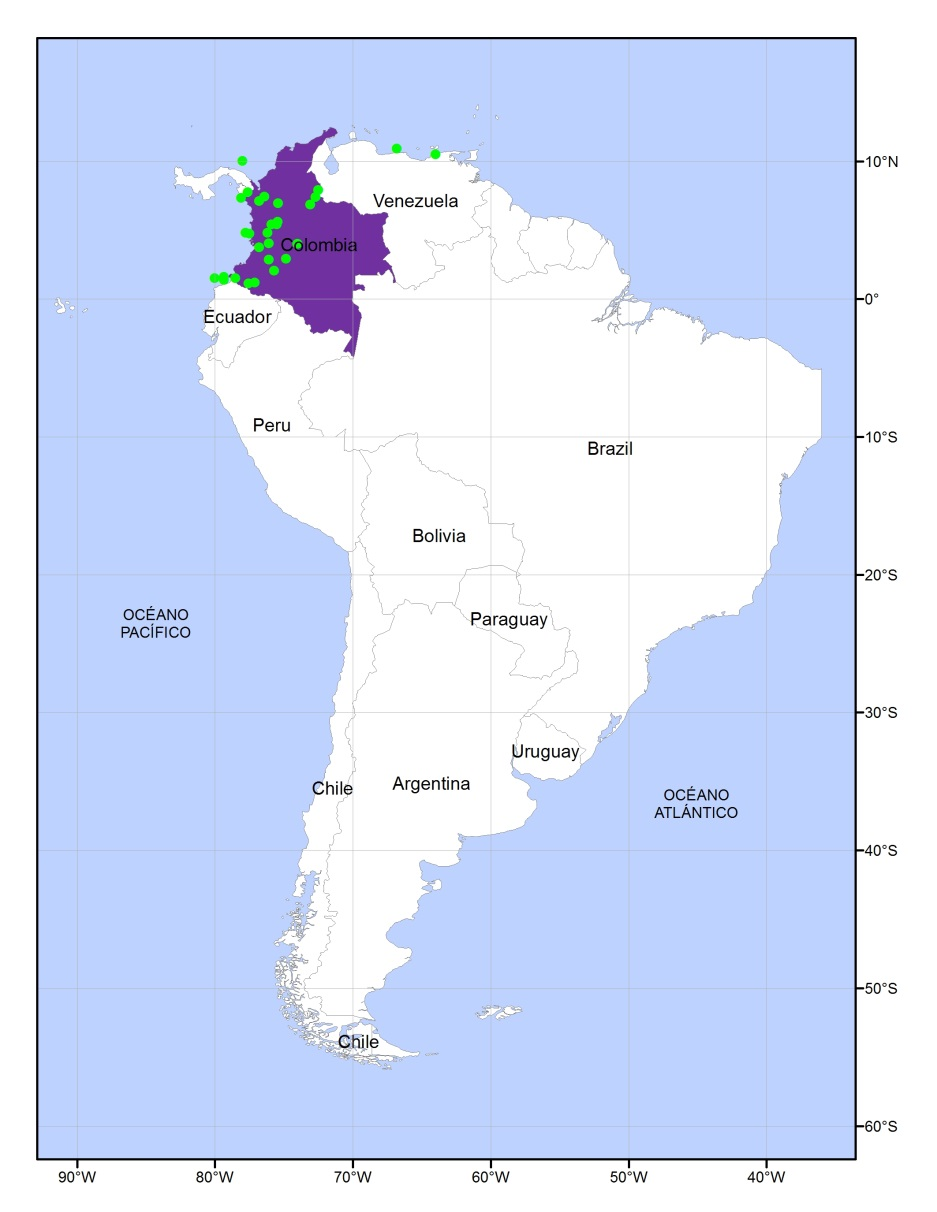 10°N
Venezuela
Colombia
0°
Ecuador
Peru
10°S
Brazil
Bolivia
20°S
OCÉANO
PACÍFICO
Paraguay
30°S
Uruguay
Chile
Argentina
OCÉANO
ATLÁNTICO
40°S
50°S
Chile
60°S
90°W
80°W
70°W
60°W
50°W
40°W